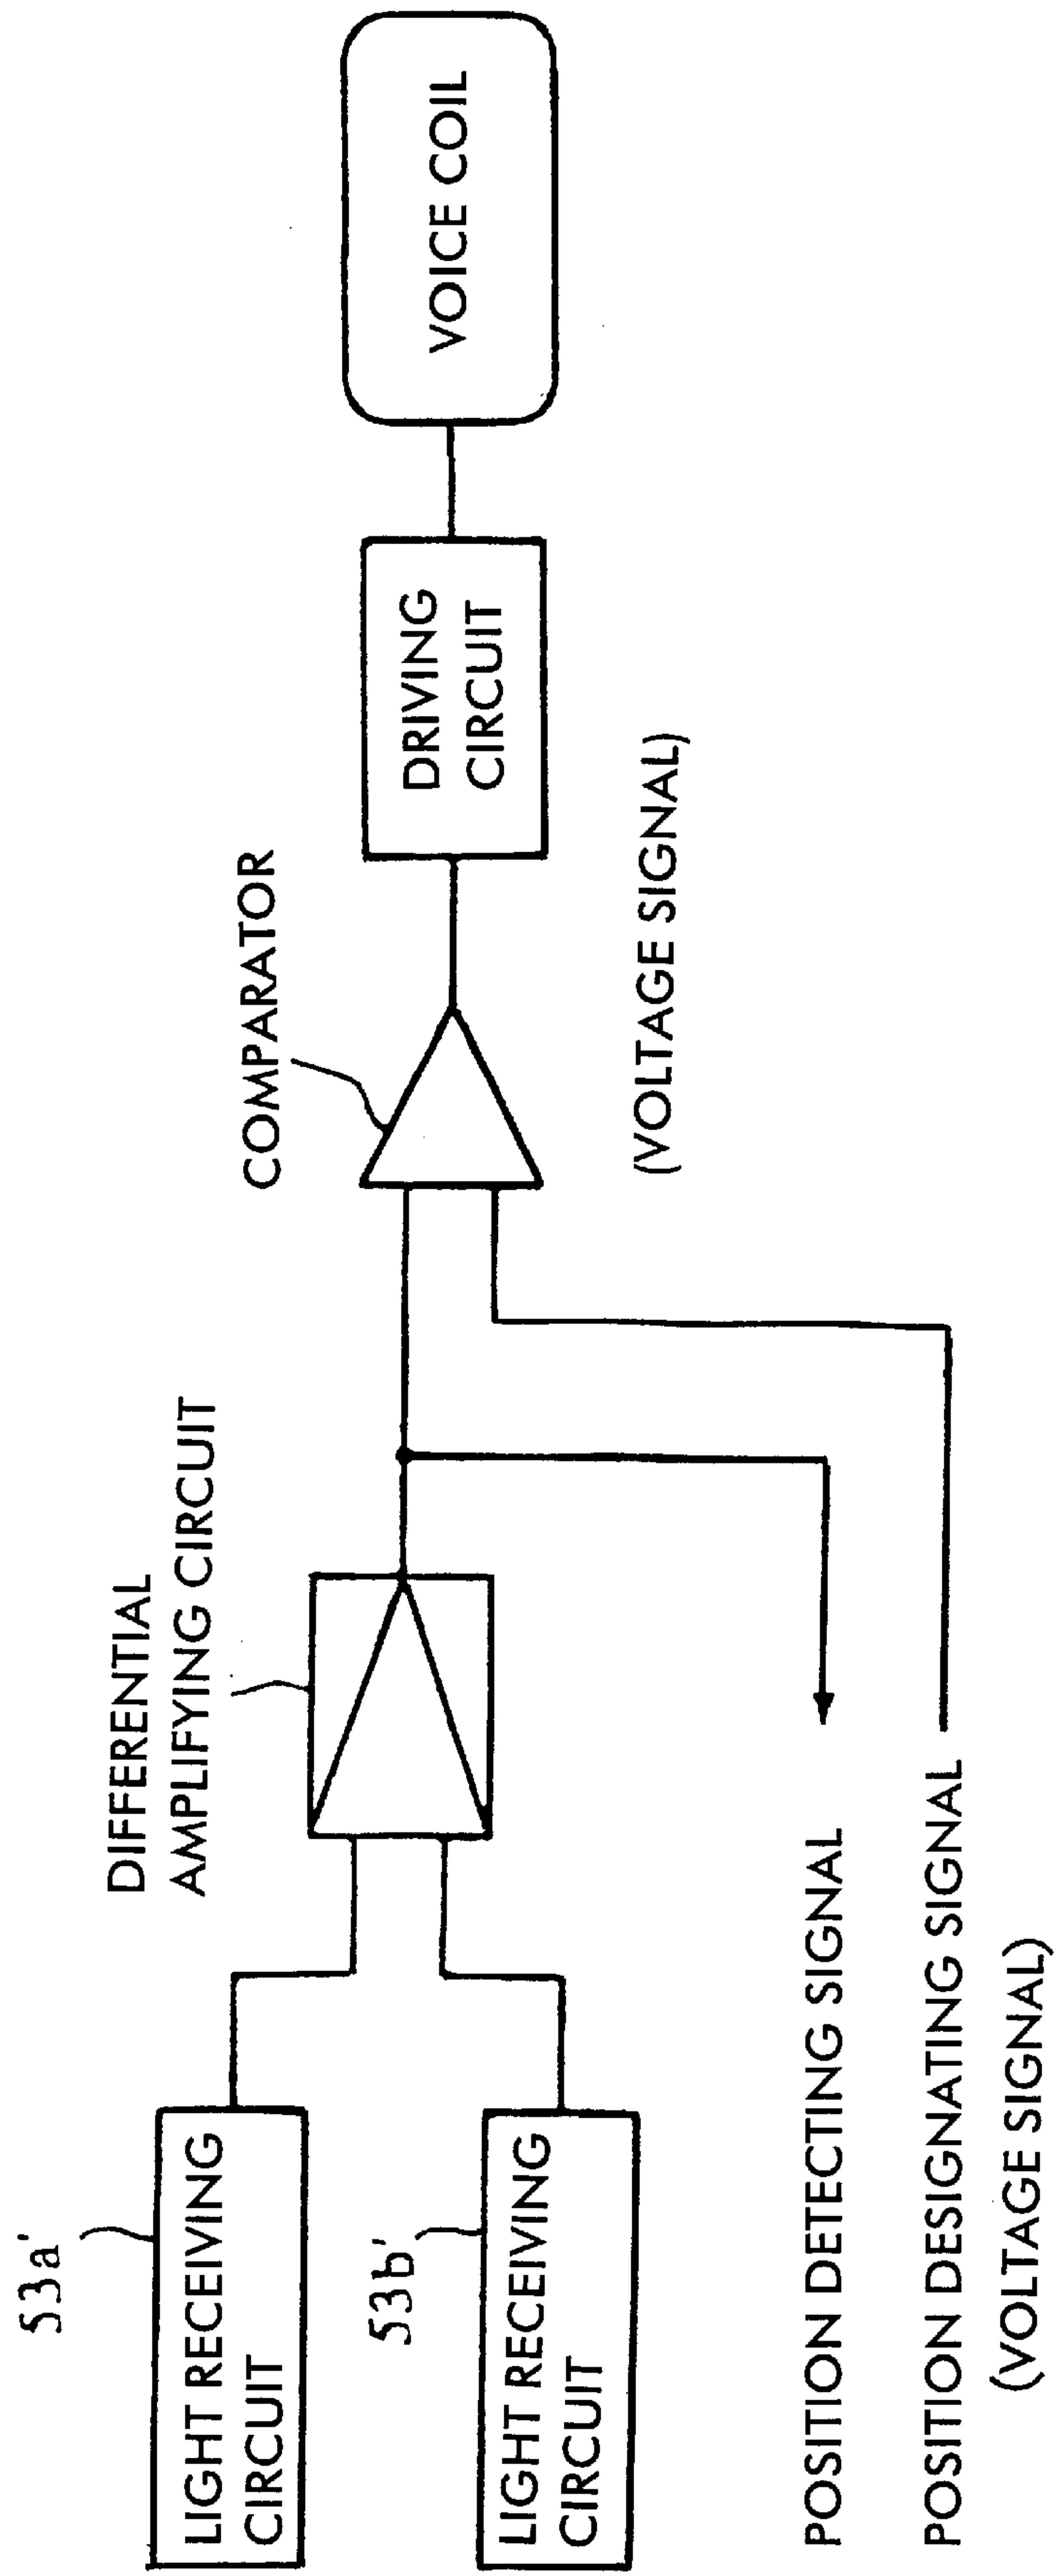 53a'
LIGHT RECEIVING
CIRCUIT
53b'
LIGHT RECEIVING
CIRCUIT
DIFFERENTIAL
AMPLIFYING CIRCUIT
COMPARATOR
DRIVING
CIRCUIT
VOICE COIL
(VOLTAGE SIGNAL)
POSITION DETECTING SIGNAL
POSITION DESIGNATING SIGNAL
(VOLTAGE SIGNAL)